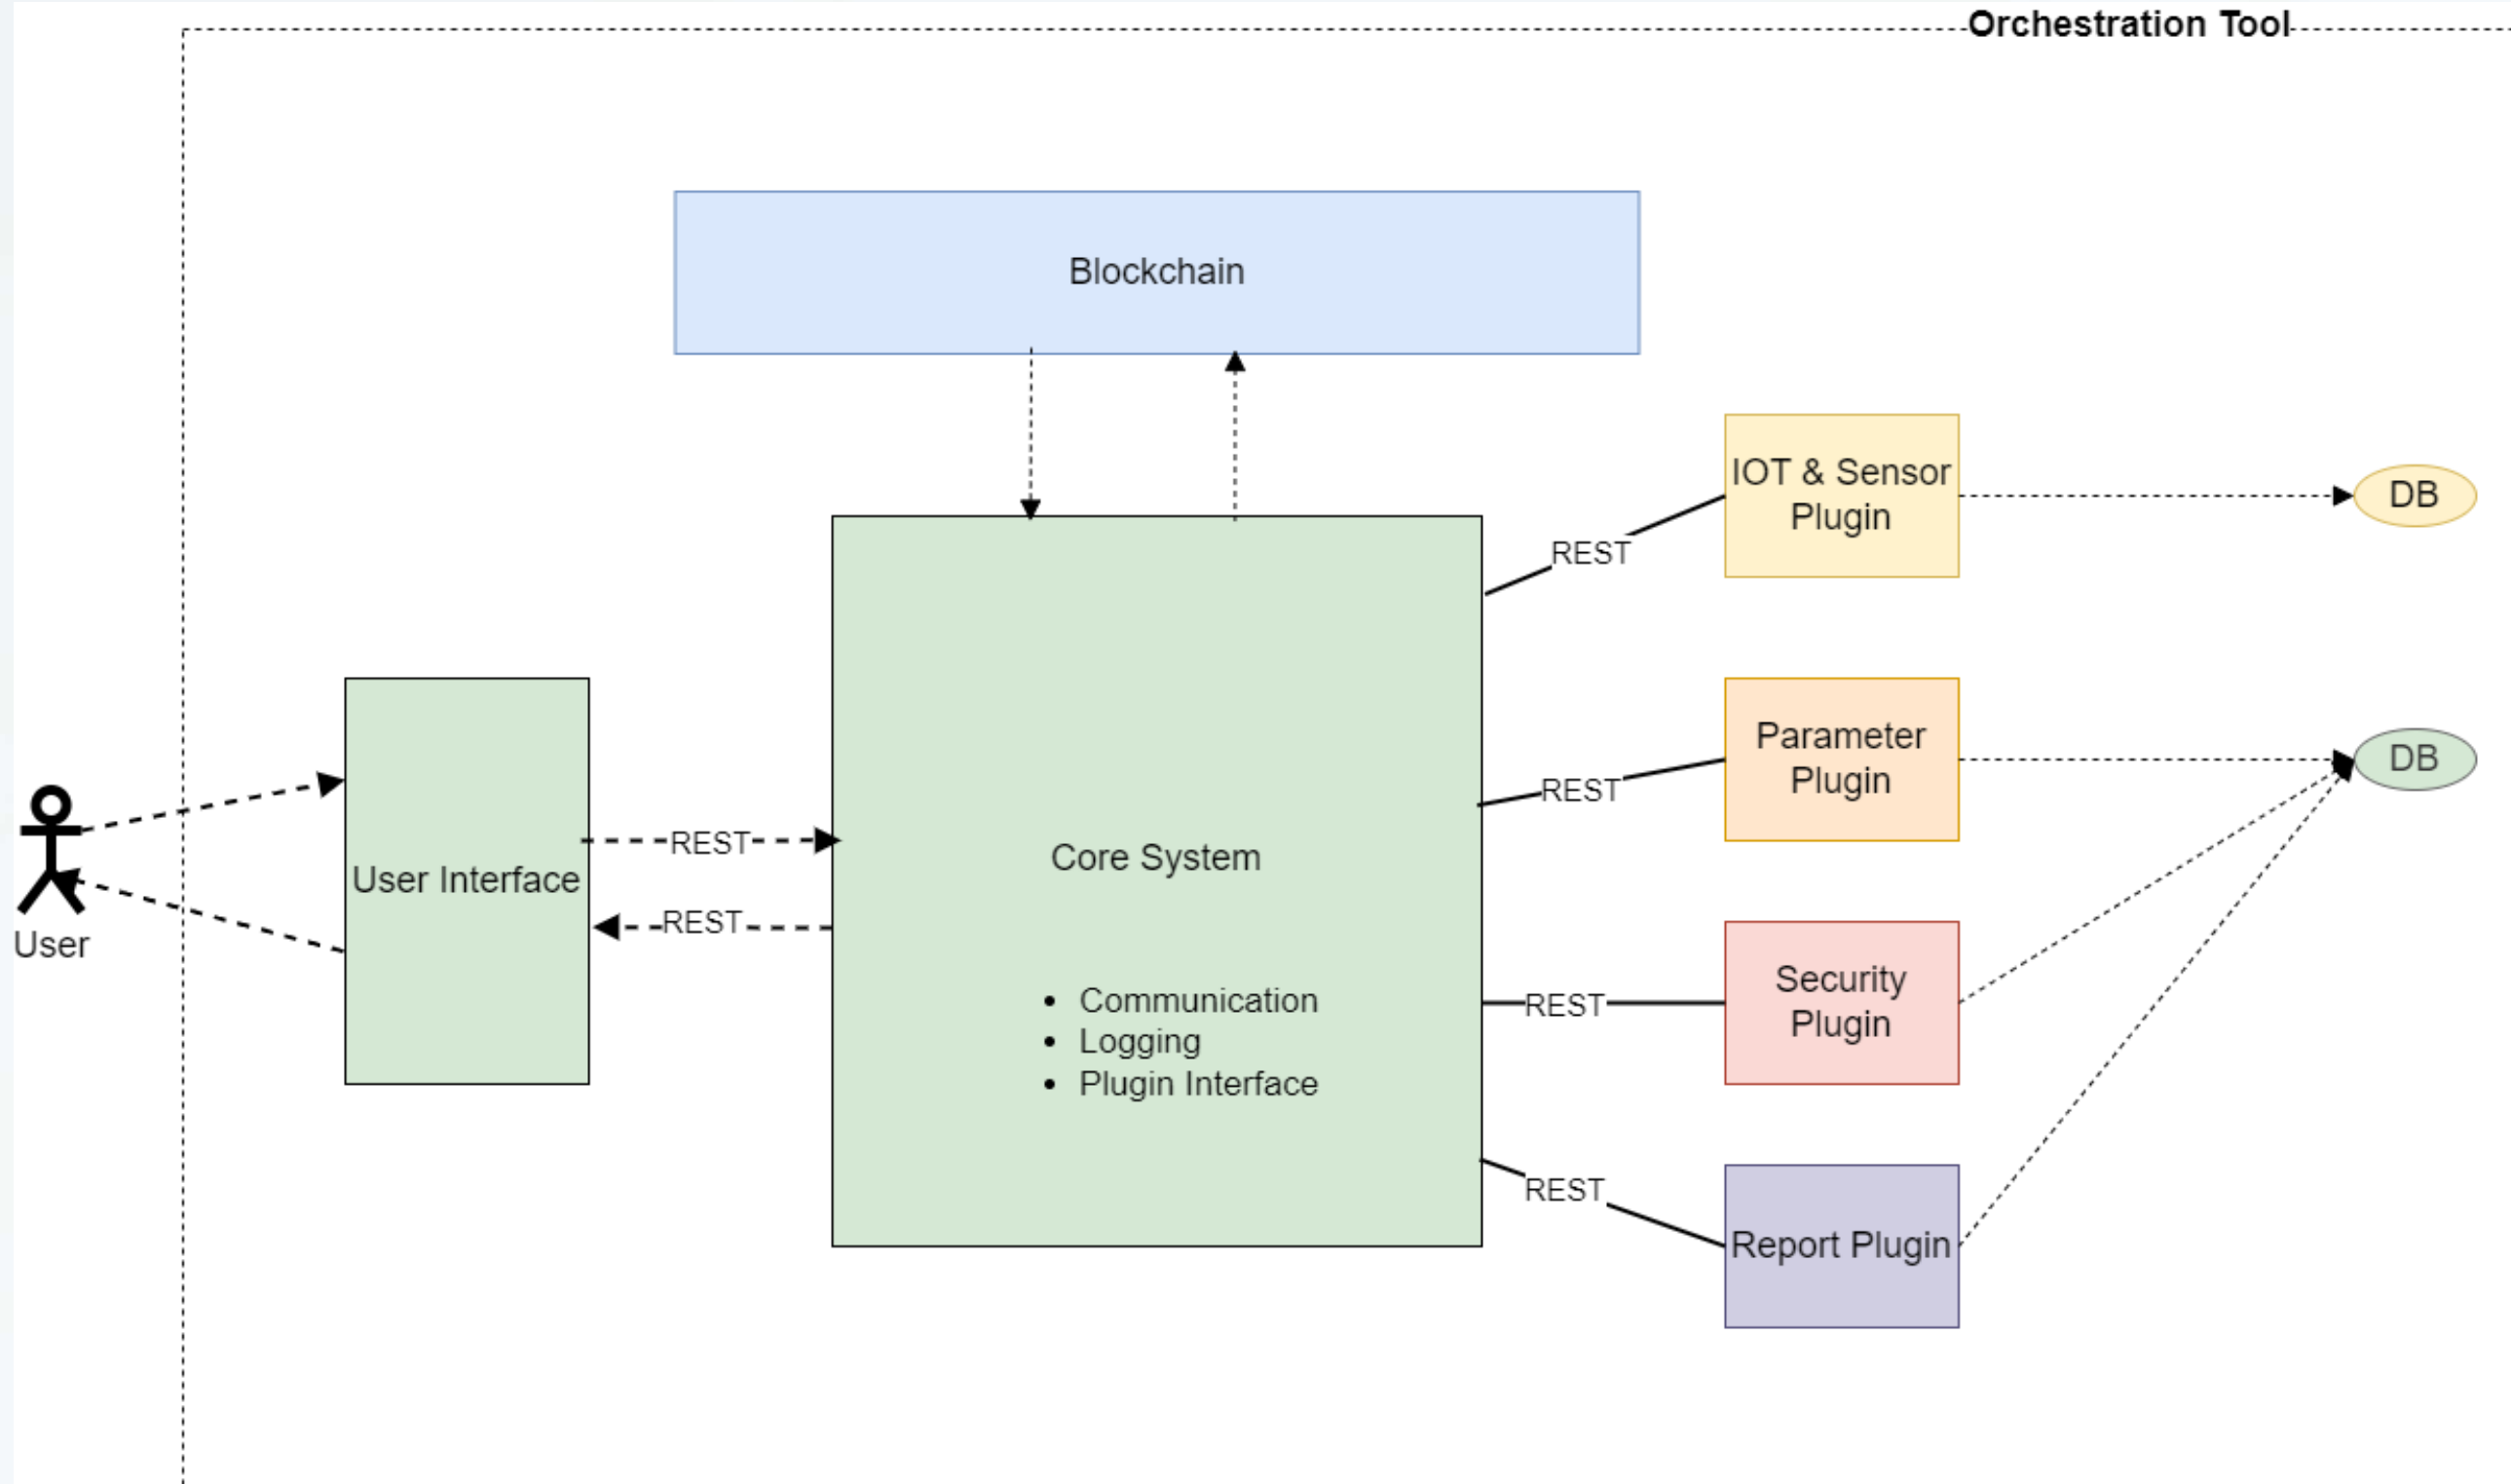 Orchestration Tool
Blockchain
IOT & Sensor
Plugin
DB
REST
Parameter
Plugin
DB
REST
User Interface
User
REST
REST
Core System
• Communication
• Logging
• Plugin Interface
REST
Security
Plugin
REST
Report Plugin